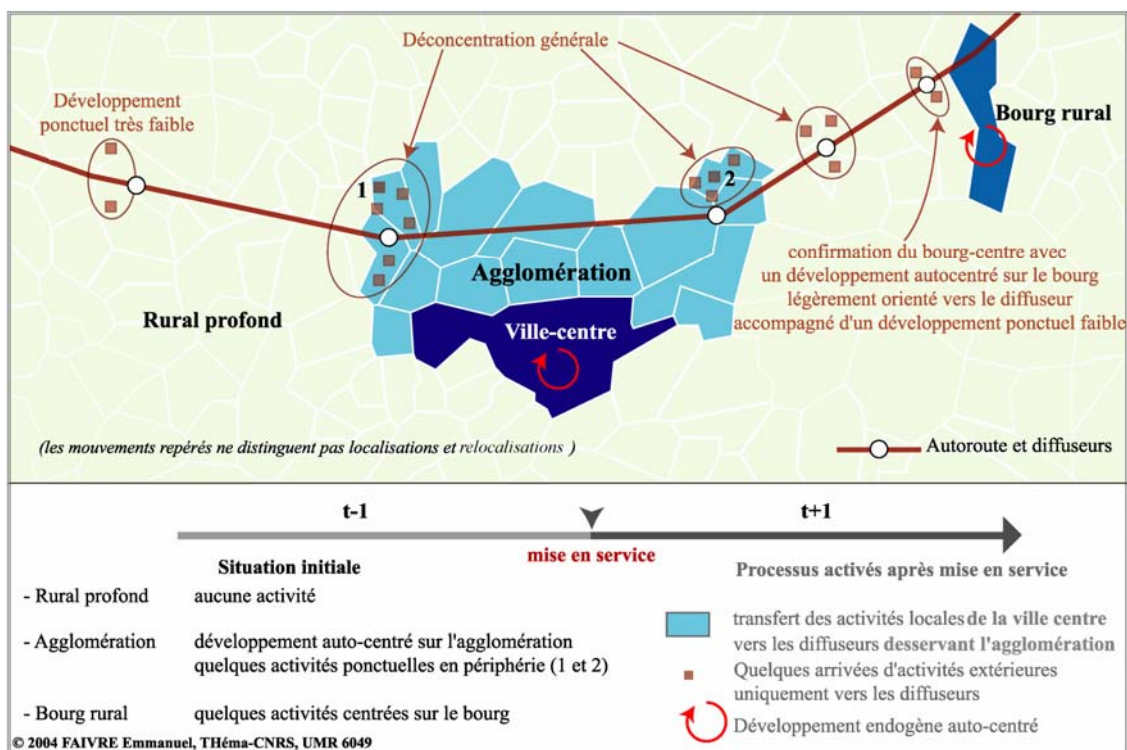 Déconcentration générale
Développement
ponctuel très faible
Bourg rural
1
2
Agglomération
confirmation du bourg-centre avec
un développement autocentré sur le bourg
légèrement orienté vers le diffuseur
accompagné d'un développement ponctuel faible
Rural profond
Ville-centre
(les mouvements repérés ne distinguent pas localisations et relocalisations )
Autoroute et diffuseurs
t-1
t+1
mise en service
Situation initiale
Processus activés après mise en service
- Rural profond aucune activité
- Agglomération développement auto-centré sur l'agglomération
quelques activités ponctuelles en périphérie (1 et 2)
- Bourg rural quelques activités centrées sur le bourg
transfert des activités locales de la ville centre
vers les diffuseurs desservant l'agglomération
Quelques arrivées d'activités extérieures
uniquement vers les diffuseurs
Développement endogène auto-centré
© 2004 FAIVRE Emmanuel, THéma-CNRS, UMR 6049